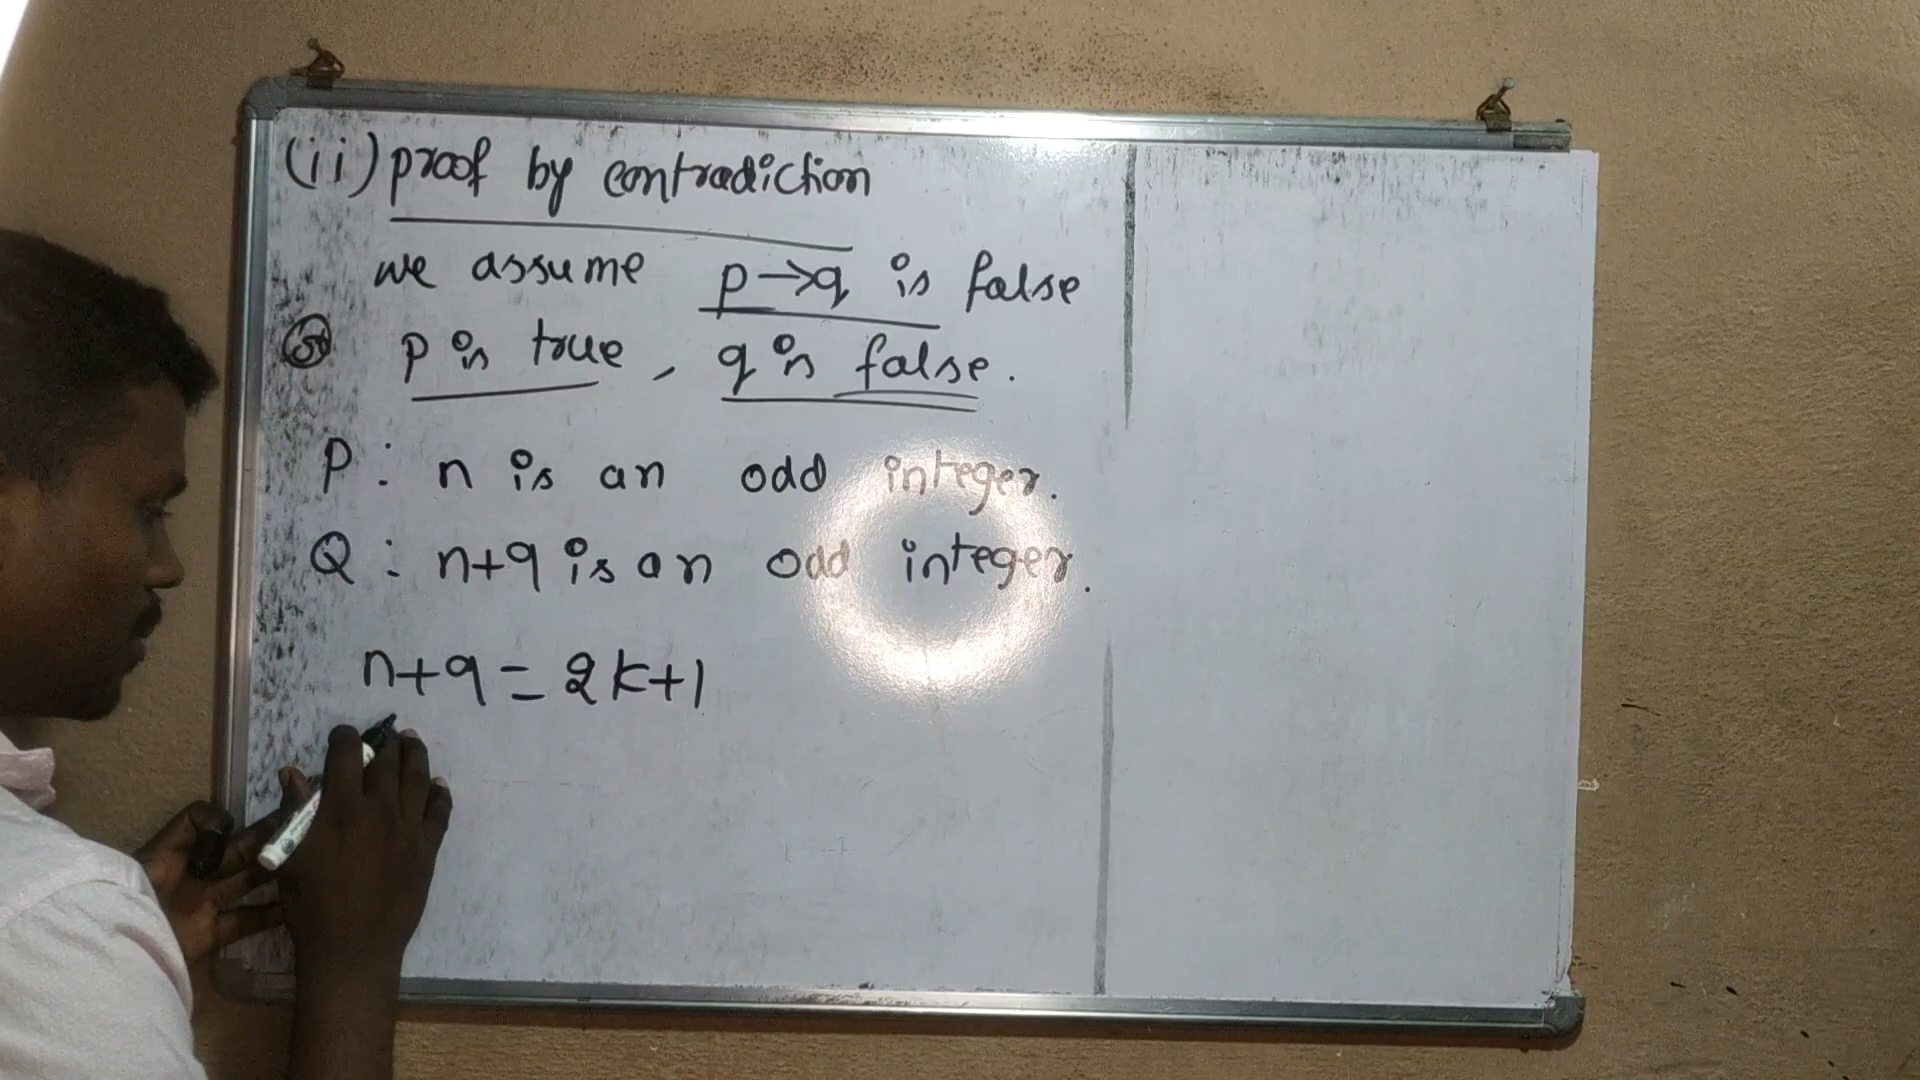 (ii) proof by contradiction
we assume p→q is false
p is true, q is false.
P : n is an odd integer.
Q : n+9 is an odd integer.
n+9 = 2k+1